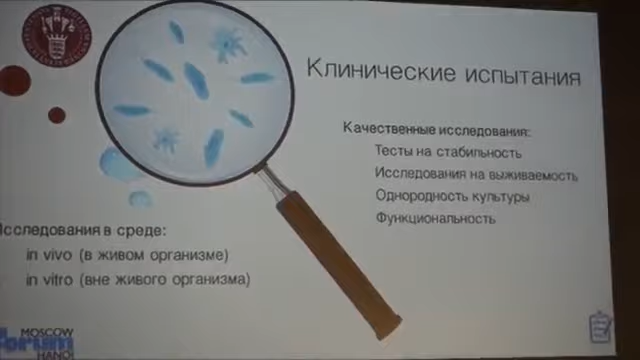 Клинические испытания
Качественные исследования:
Тесты на стабильность
Исследования на выживаемость
Однородность культуры
Функциональность
в среде:
in vivo (в живом организме)
in vitro (вне живого организма)
MOSCOW
HANOI